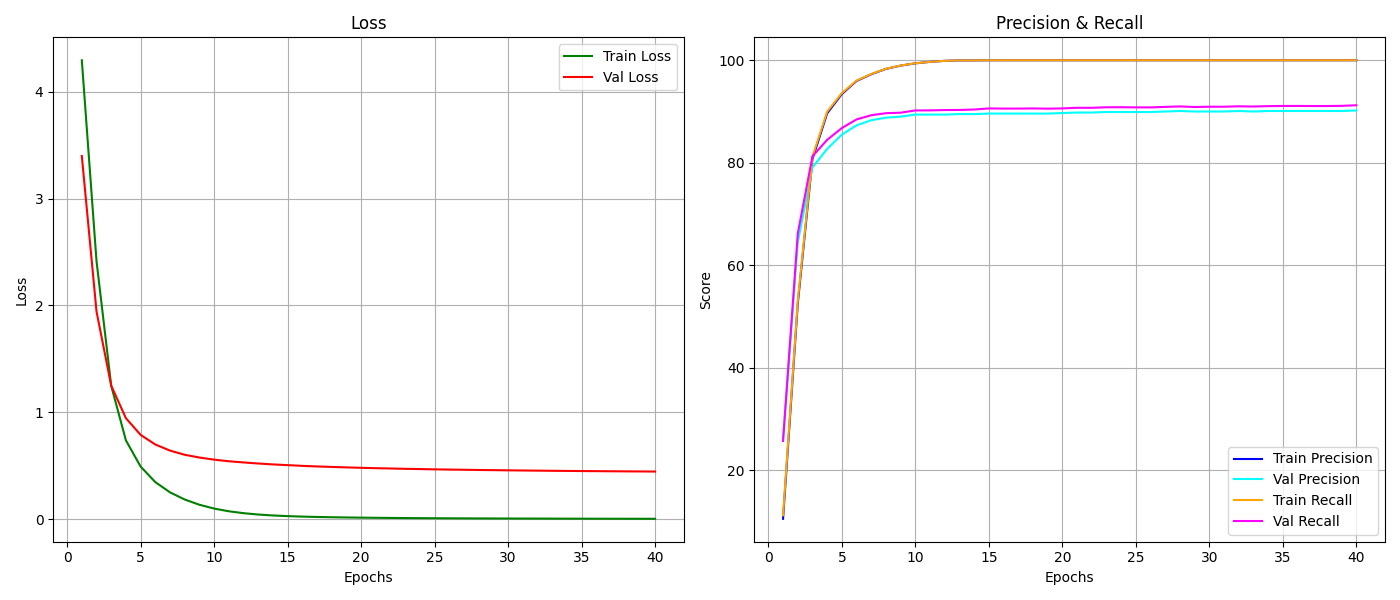 Loss
Train Loss
Val Loss
4
3
2
1
0
Loss
0 5 10 15 20 25 30 35 40
Epochs
Precision & Recall
100
80
60
40
20
Score
Train Precision
Val Precision
Train Recall
Val Recall
0 5 10 15 20 25 30 35 40
Epochs